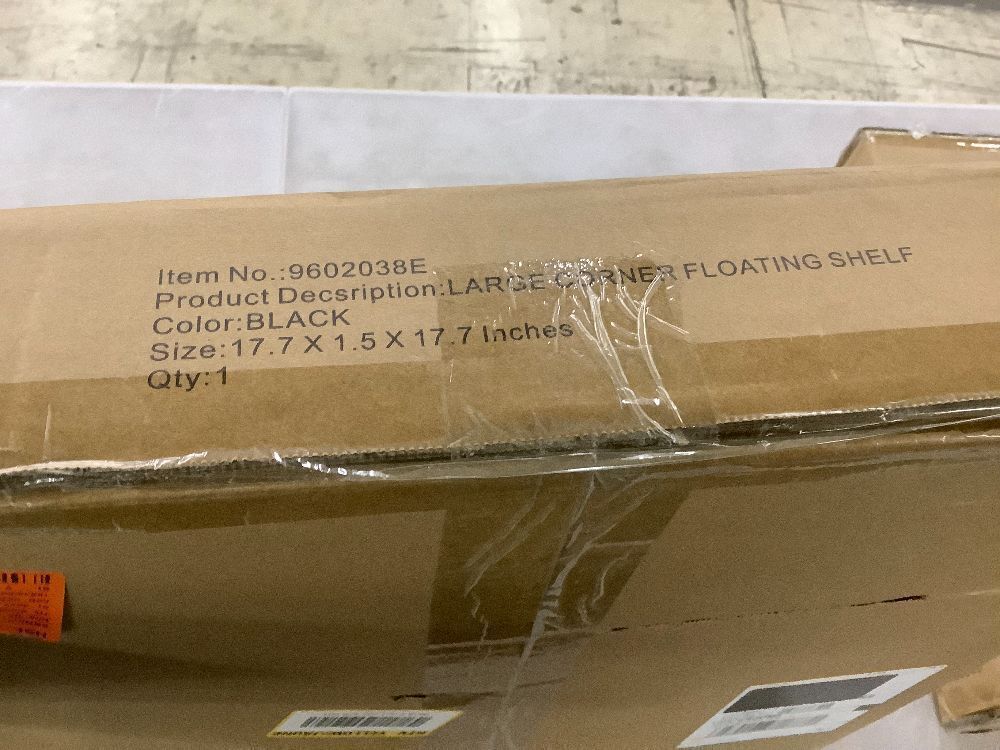 Item No.:9602038E
Product Decsription:LARGE CORNER FLOATING SHELF
Color:BLACK
Size:17.7 X 1.5 X 17.7 Inches
Qty:1